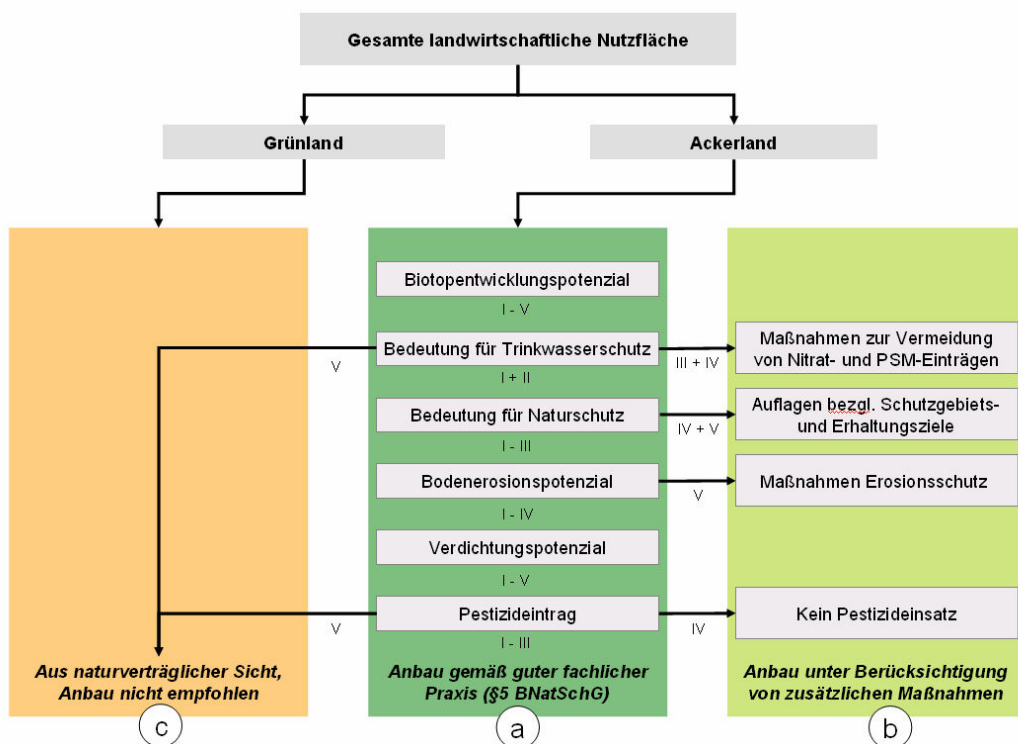 Gesamte landwirtschaftliche Nutzfläche
Grünland
Ackerland
Biotopentwicklungspotenzial
I - V
Bedeutung für Trinkwasserschutz
V
III + IV
Maßnahmen zur Vermeidung
von Nitrat- und PSM-Einträgen
I + II
Bedeutung für Naturschutz
IV + V
Auflagen bezgl. Schutzgebiets-
und Erhaltungsziele
I - III
Bodenerosionspotenzial
V
Maßnahmen Erosionsschutz
I - IV
Verdichtungspotenzial
I - V
Pestizideintrag
V
IV
Kein Pestizideinsatz
I - III
Aus naturverträglicher Sicht,
Anbau nicht empfohlen
Anbau gemäß guter fachlicher
Praxis (§5 BNatSchG)
Anbau unter Berücksichtigung
von zusätzlichen Maßnahmen
c
a
b